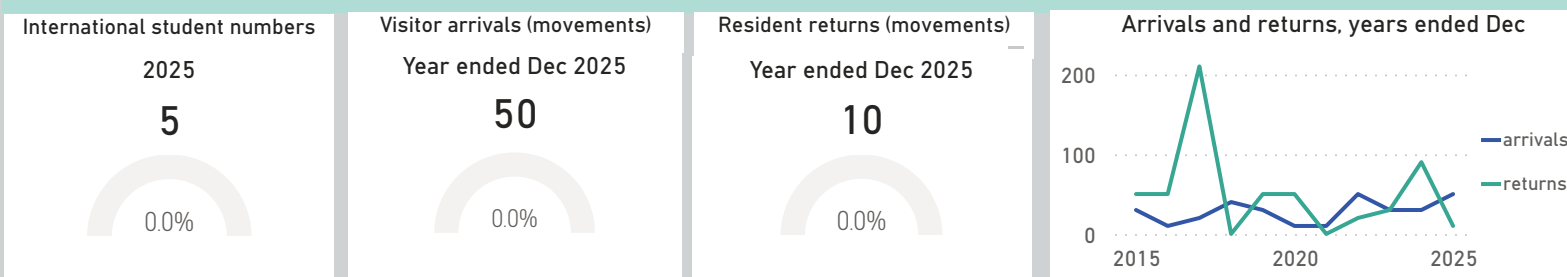 International student numbers
2025
5
0.0%
Visitor arrivals (movements)
Year ended Dec 2025
50
0.0%
Resident returns (movements)
Year ended Dec 2025
10
0.0%
Arrivals and returns, years ended Dec
200
100
0
2015
2020
2025
arrivals
returns